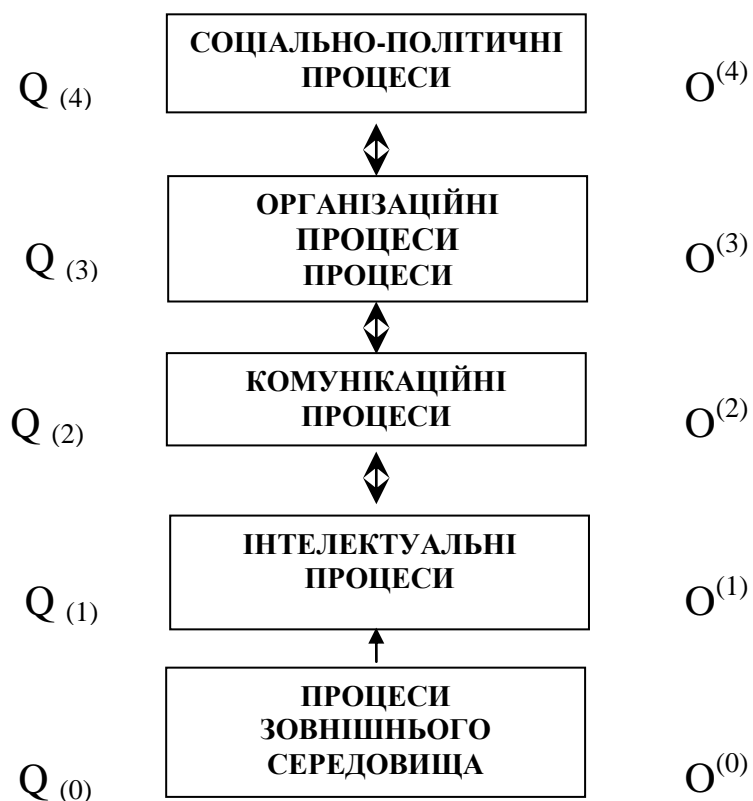 СОЦІАЛЬНО-ПОЛІТИЧНІ
ПРОЦЕСИ
Q (4)
O(4)
ОРГАНІЗАЦІЙНІ
ПРОЦЕСИ
ПРОЦЕСИ
Q (3)
O(3)
КОМУНІКАЦІЙНІ
ПРОЦЕСИ
Q (2)
O(2)
ІНТЕЛЕКТУАЛЬНІ
ПРОЦЕСИ
Q (1)
O(1)
ПРОЦЕСИ
ЗОВНІШНЬОГО
СЕРЕДОВИЩА
Q (0)
O(0)